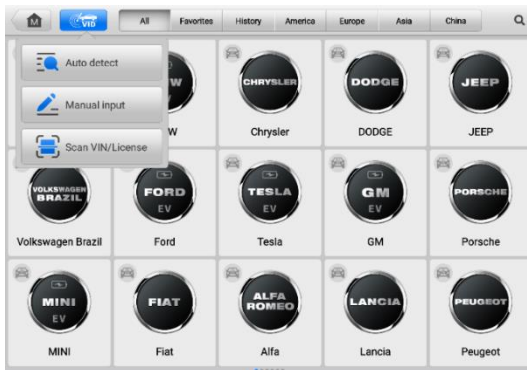 M
VID
All
Favorites
History
America
Europe
Asia
China
Auto detect
Manual input
Scan VIN/License
W
CHRYSLER
DODGE
JEEP
W
Chrysler
DODGE
JEEP
VOLKSWAGEN
BRAZIL
FORD
EV
TESLA
EV
GM
EV
PORSCHE
Volkswagen Brazil
Ford
Tesla
GM
Porsche
MINI
EV
FIAT
ALFA
ROMEO
LANCIA
PEUGEOT
MINI
Fiat
Alfa
Lancia
Peugeot